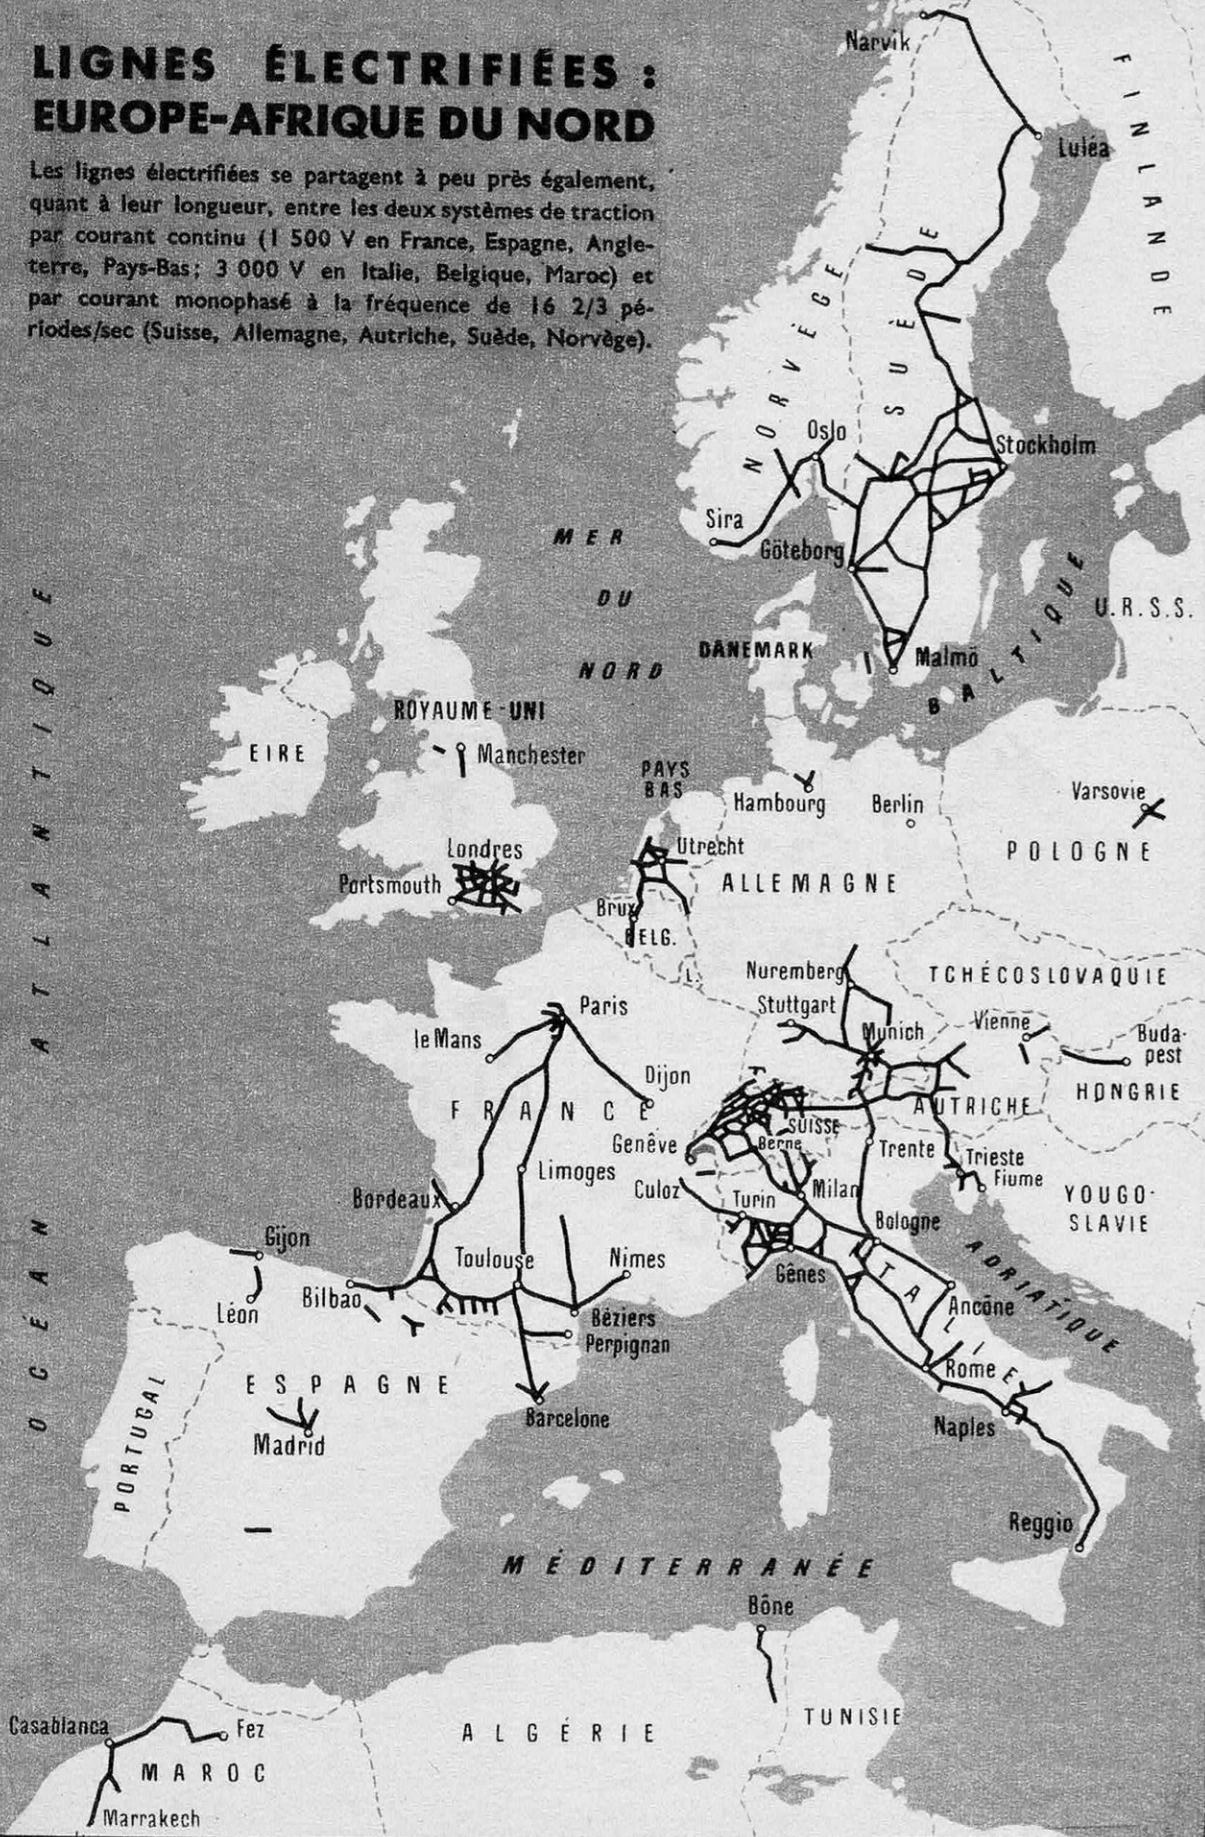 LIGNES ÉLECTRIFIÉES :
EUROPE-AFRIQUE DU NORD
Les lignes électrifiées se partagent à peu près également,
quant à leur longueur, entre les deux systèmes de traction
par courant continu (1 500 V en France, Espagne, Angle-
terre, Pays-Bas; 3 000 V en Italie, Belgique, Maroc) et
par courant monophasé à la fréquence de 16 2/3 pé-
riodes/sec (Suisse, Allemagne, Autriche, Suède, Norvège).
Narvik
FINLANDE
Luléa
SUÈDE
NORVÈGE
Oslo
Stockholm
Sira
MER
DU
NORD
Göteborg
BALTIQUE
U.R.S.S.
DANEMARK
Malmö
OCÉAN ATLANTIQUE
ROYAUME-UNI
EIRE
Manchester
PAYS
BAS
Hambourg
Berlin
Varsovie
POLOGNE
Londres
Utrecht
Portsmouth
ALLEMAGNE
Brux
BELG.
L.
Nuremberg
TCHÉCOSLOVAQUIE
Stuttgart
Paris
Munich
Vienne
Buda-
pest
le Mans
Dijon
HONGRIE
FRANCE
AUTRICHE
SUISSE
Genêve
Berne
Trente
Trieste
Fiume
Limoges
Culoz
Turin
Milan
YOUGO-
SLAVIE
Bordeaux
Bologne
Gijon
Toulouse
Nimes
Gênes
ADRIATIQUE
Léon
Bilbao
ITALIE
Ancône
Béziers
Perpignan
Rome
ESPAGNE
PORTUGAL
Barcelone
Naples
Madrid
Reggio
MÉDITERRANÉE
Bône
Casablanca
Fez
ALGÉRIE
TUNISIE
MAROC
Marrakech